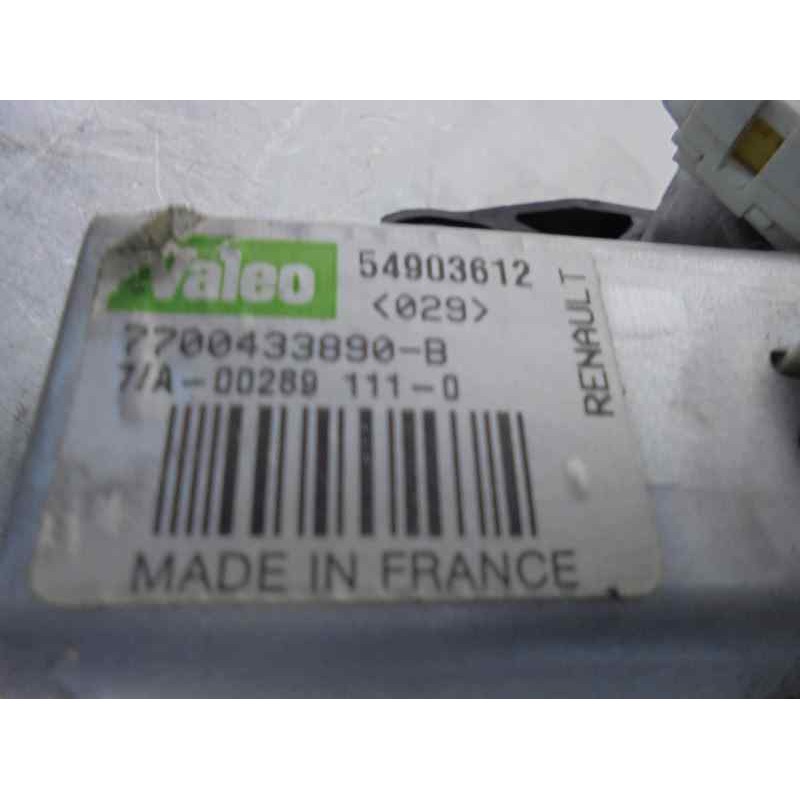 Valeo 54903612
<029>
7700433890-B
7/A-00289 111-0
RENAULT
MADE IN FRANCE